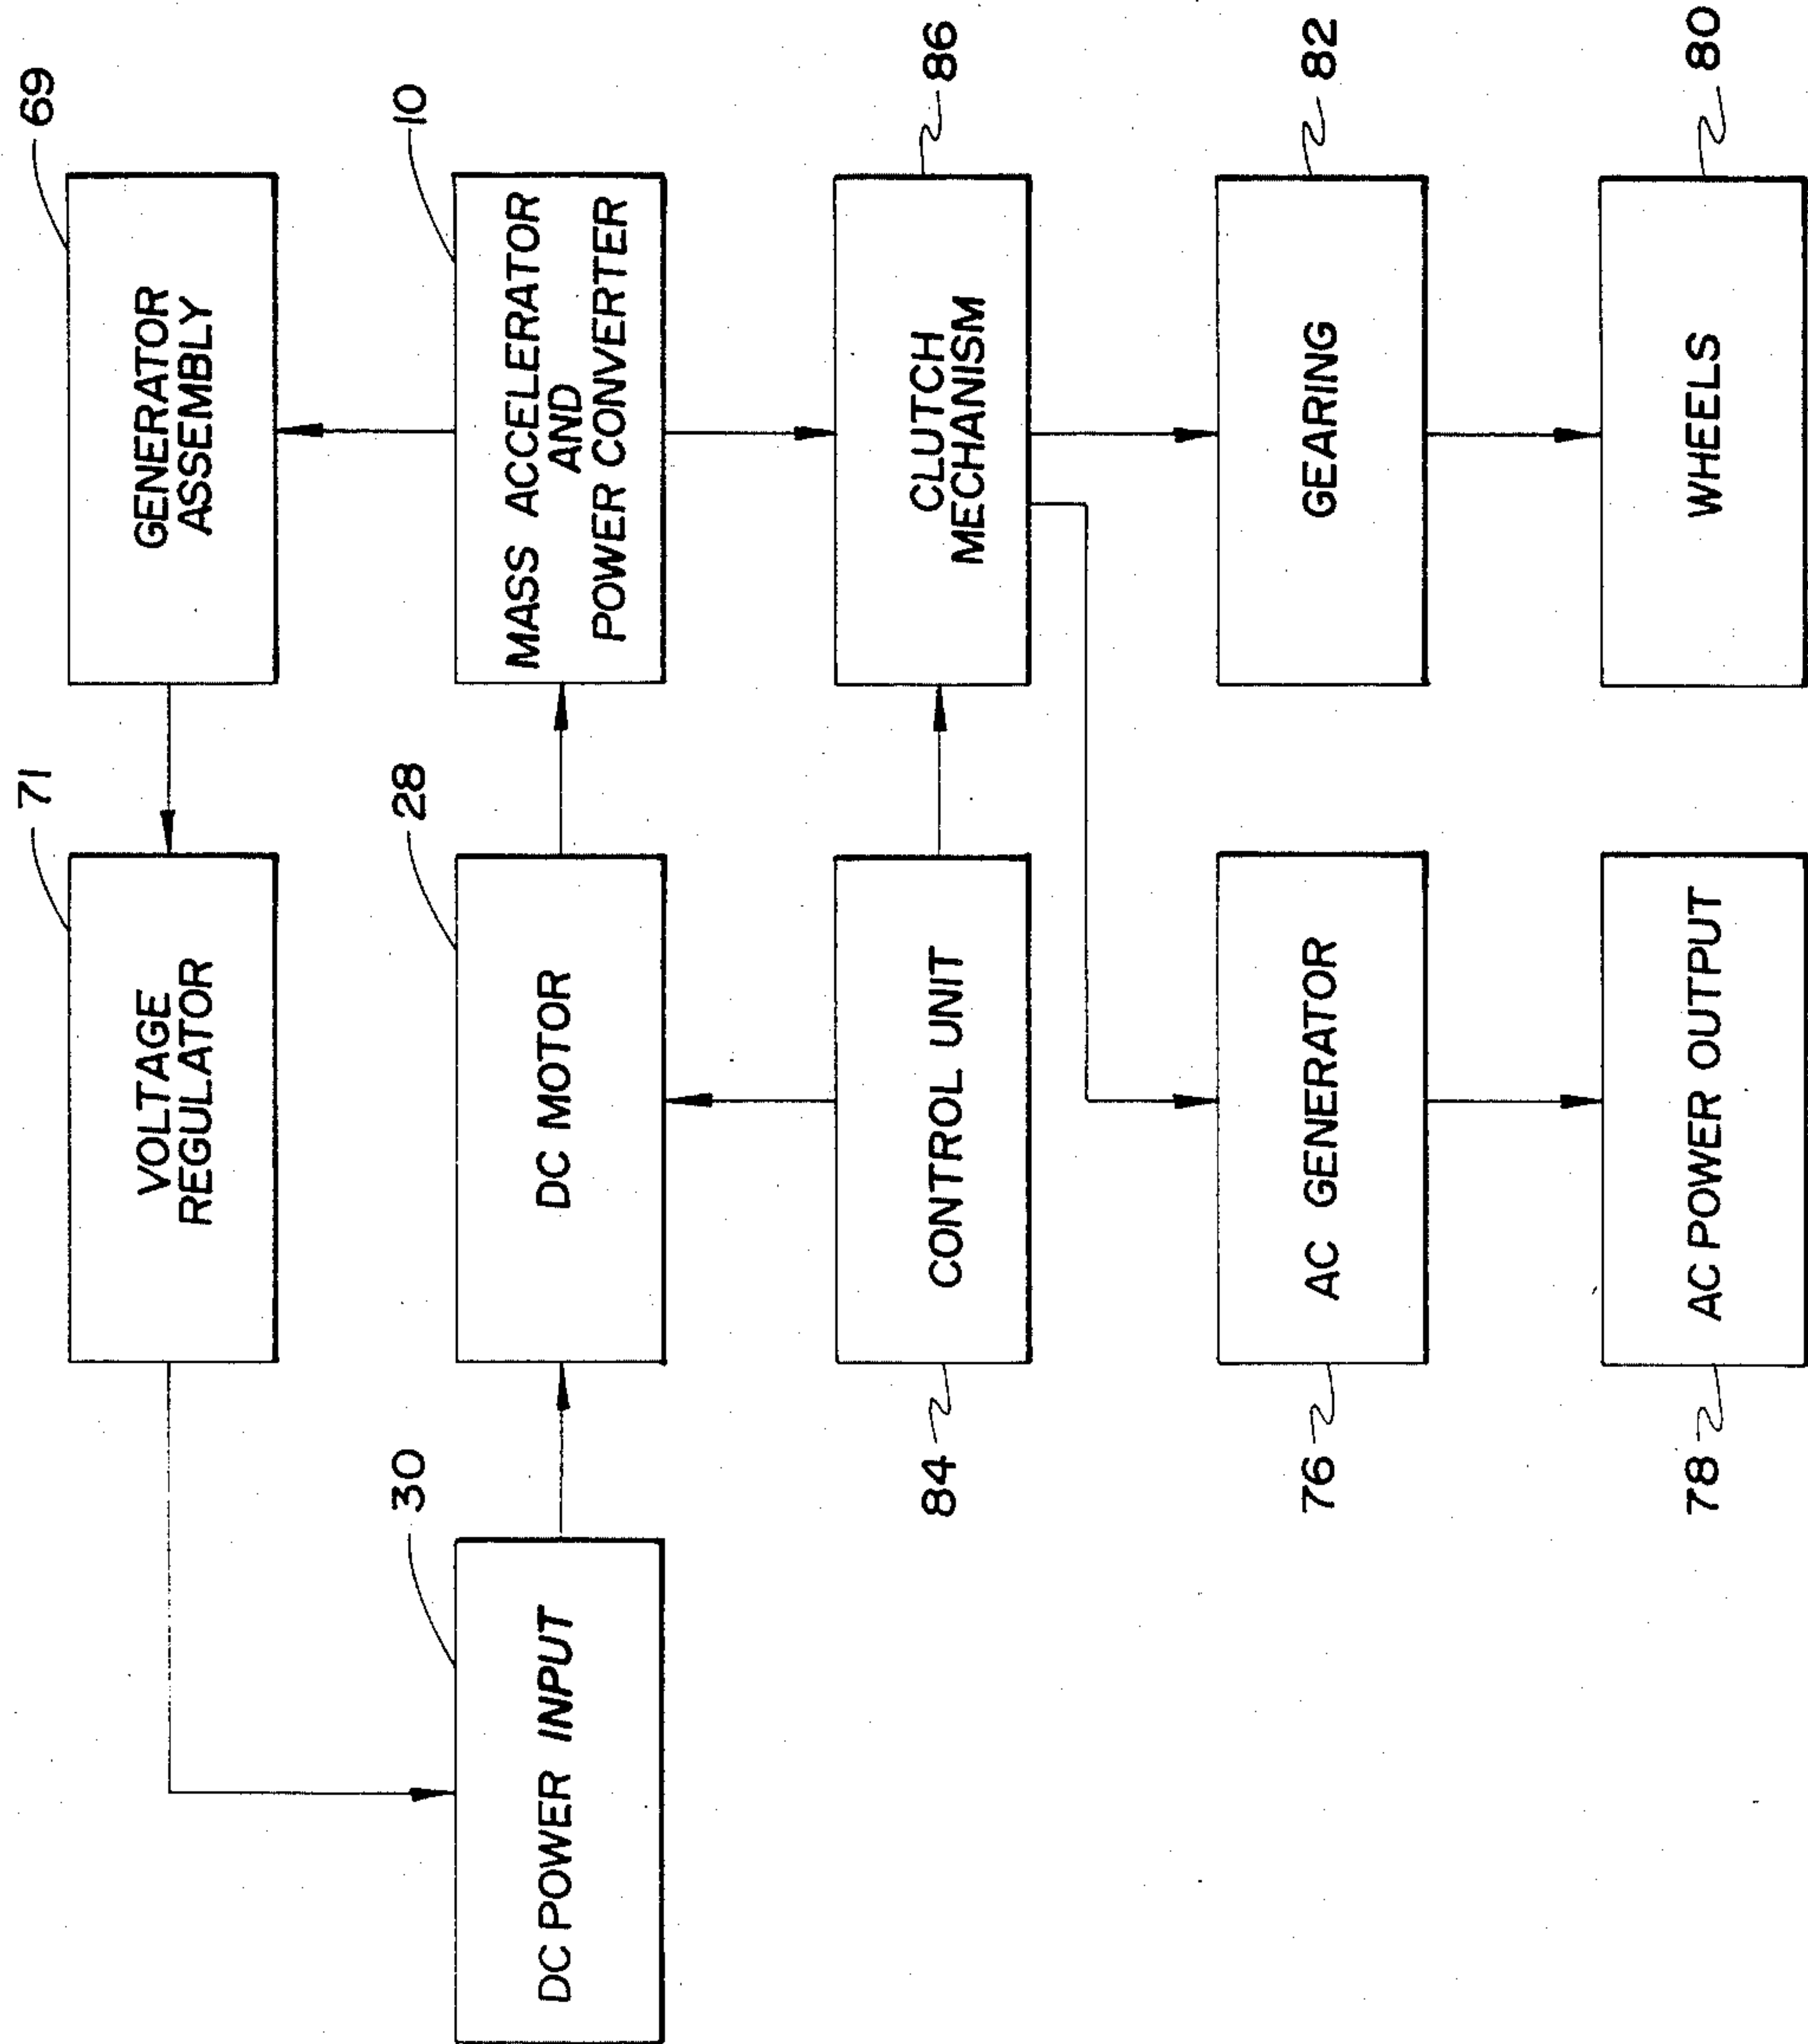 69
GENERATOR
ASSEMBLY
71
VOLTAGE
REGULATOR
10
MASS ACCELERATOR
AND
POWER CONVERTER
28
DC MOTOR
30
DC POWER INPUT
86
CLUTCH
MECHANISM
CONTROL UNIT
84
82
GEARING
AC GENERATOR
76
80
WHEELS
AC POWER OUTPUT
78